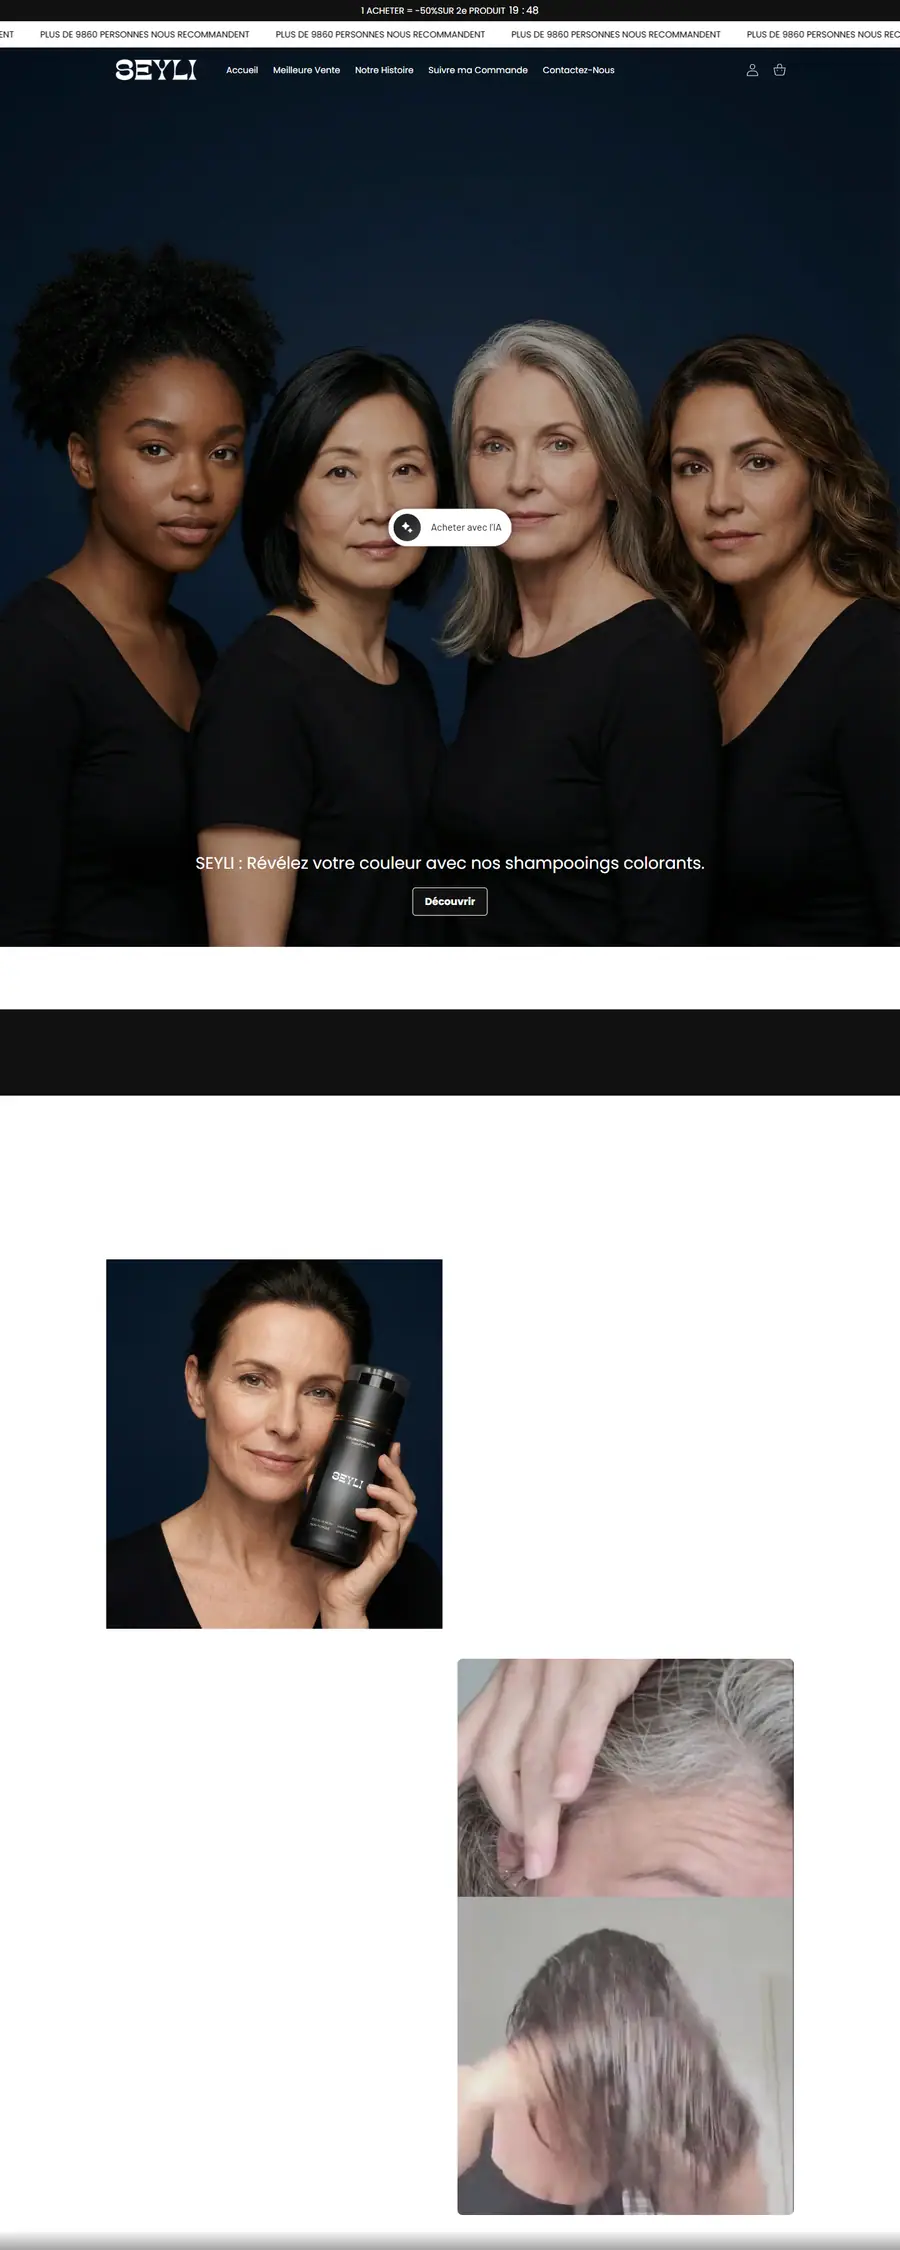 1 ACHETER = -50%SUR 2e PRODUIT 19 : 48
ENT PLUS DE 9860 PERSONNES NOUS RECOMMANDENT PLUS DE 9860 PERSONNES NOUS RECOMMANDENT PLUS DE 9860 PERSONNES NOUS RECOMMANDENT PLUS DE 9860 PERSONNES NOUS REC
SEYLI Accueil Meilleure Vente Notre Histoire Suivre ma Commande Contactez-Nous
Acheter avec l'IA
SEYLI : Révélez votre couleur avec nos shampooings colorants.
Découvrir
SEYLI